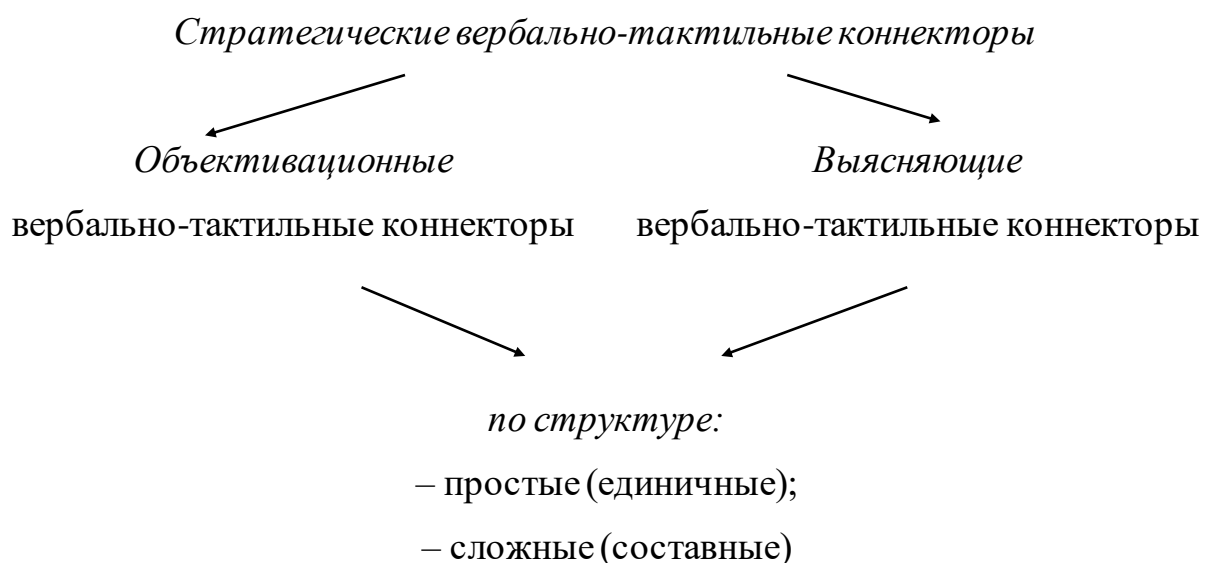 Стратегические вербально-тактильные коннекторы
Объективационные
Выясняющие
вербально-тактильные коннекторы
вербально-тактильные коннекторы
по структуре:
– простые (единичные);
– сложные (составные)